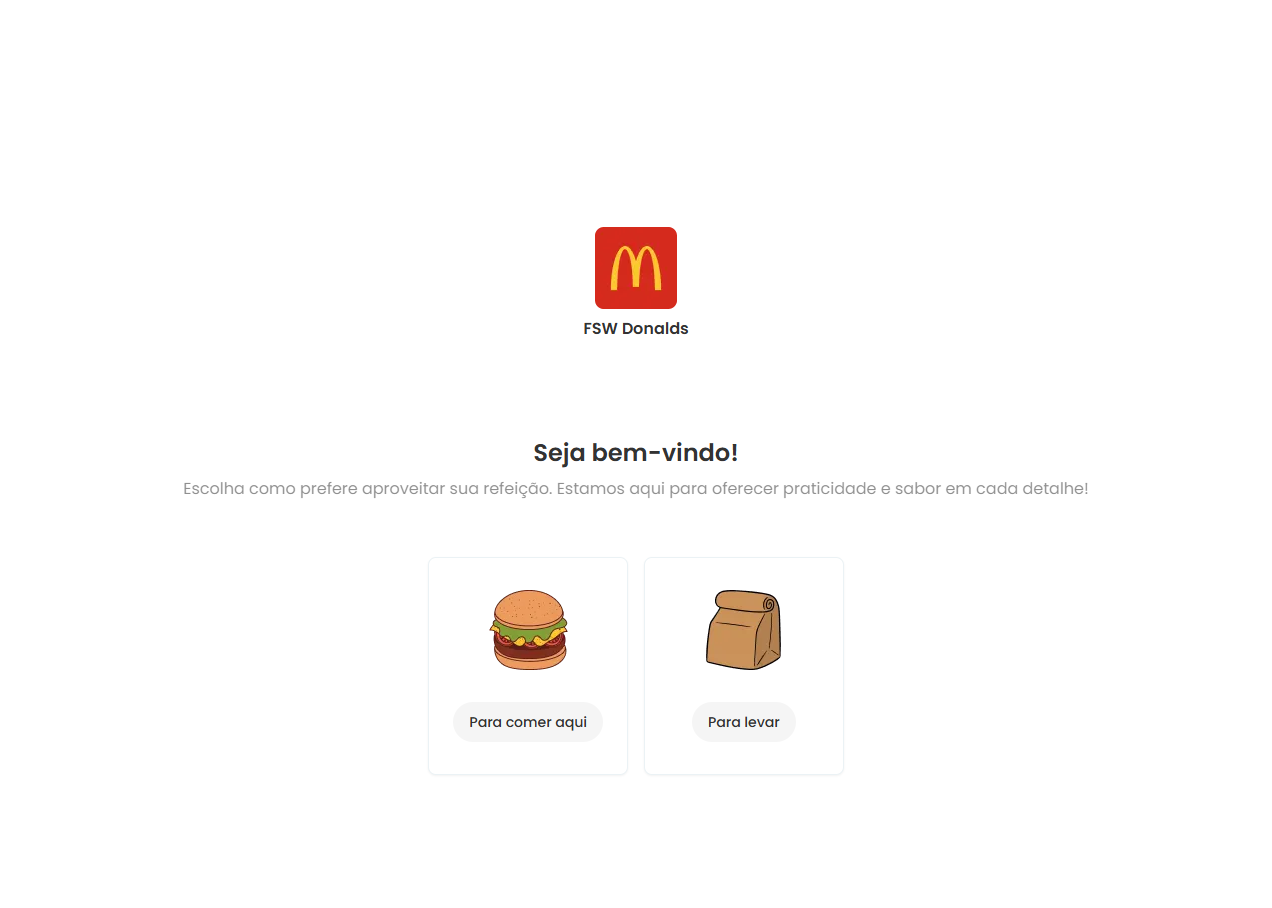 FSW Donalds
Seja bem-vindo!
Escolha como prefere aproveitar sua refeição. Estamos aqui para oferecer praticidade e sabor em cada detalhe!
Para comer aqui
Para levar